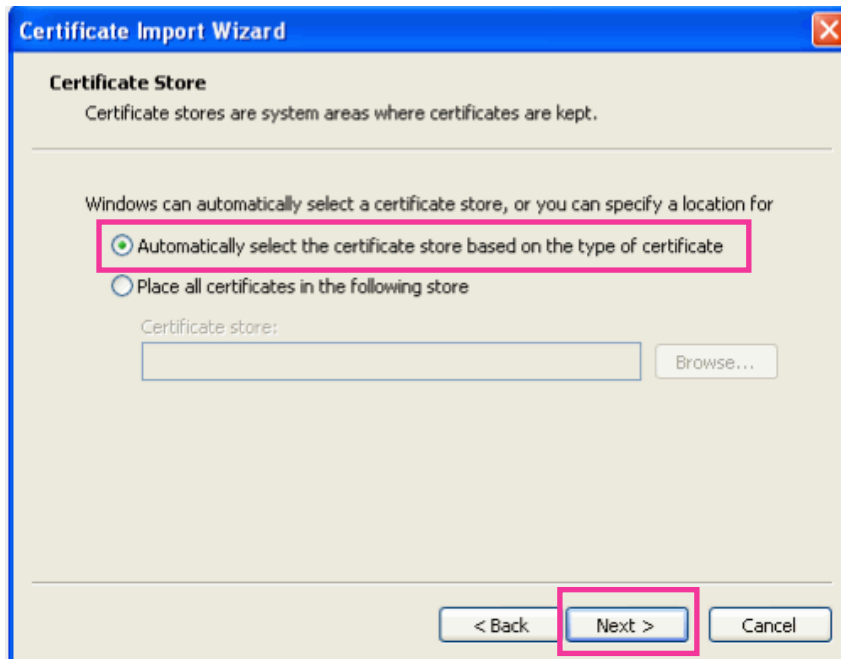 Certificate Import Wizard
Certificate Store
Certificate stores are system areas where certificates are kept.
Windows can automatically select a certificate store, or you can specify a location for
Automatically select the certificate store based on the type of certificate
Place all certificates in the following store
Certificate store:
Browse...
< Back Next > Cancel